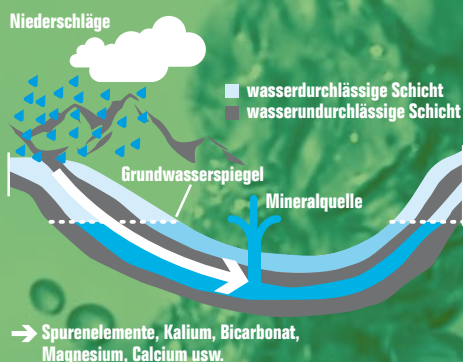 Niederschläge
wasserdurchlässige Schicht
wasserundurchlässige Schicht
Grundwasserspiegel
Mineralquelle
Spurenelemente, Kalium, Bicarbonat,
Magnesium, Calcium usw.